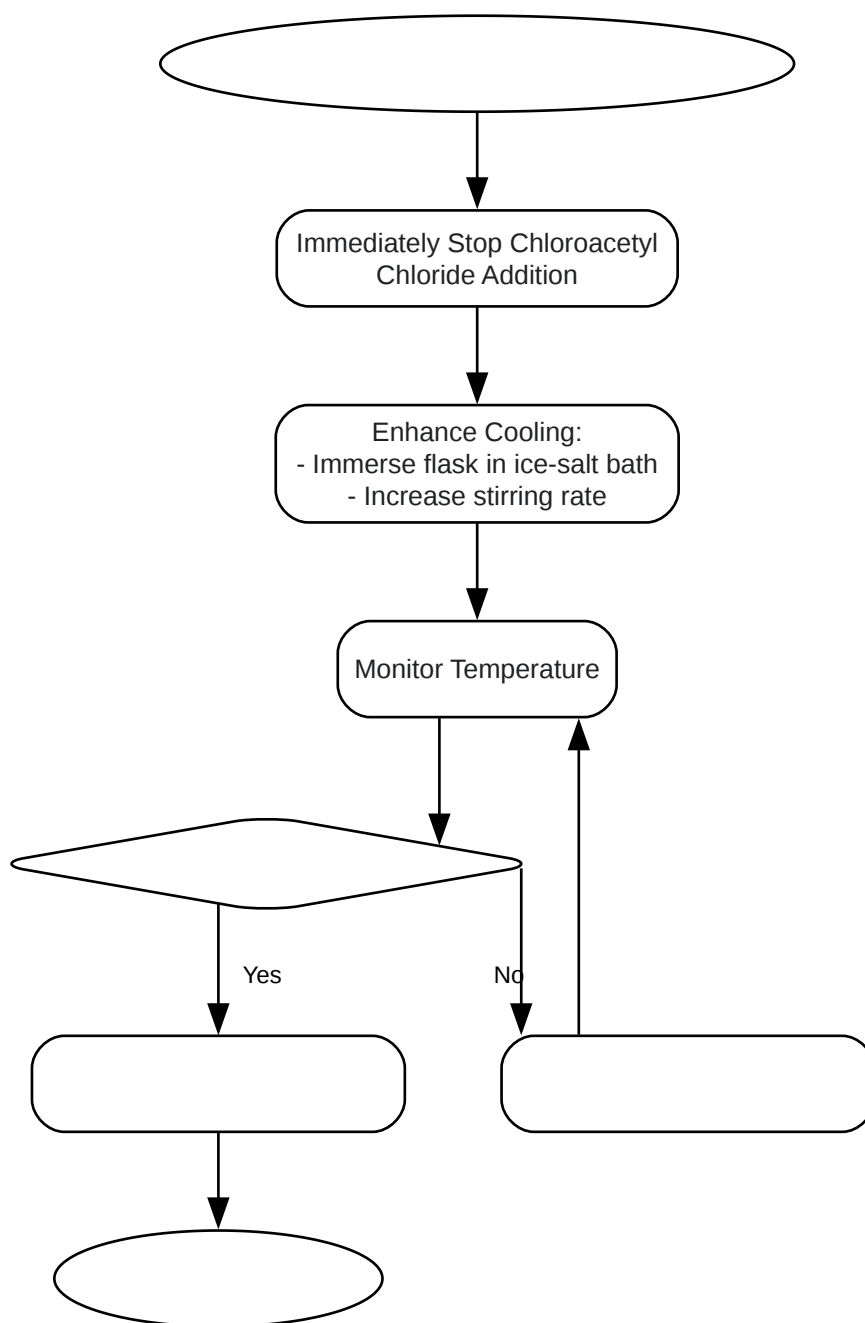 Immediately Stop Chloroacetyl
Chloride Addition
Enhance Cooling:
- Immerse flask in ice-salt bath
- Increase stirring rate
Monitor Temperature
Yes
No